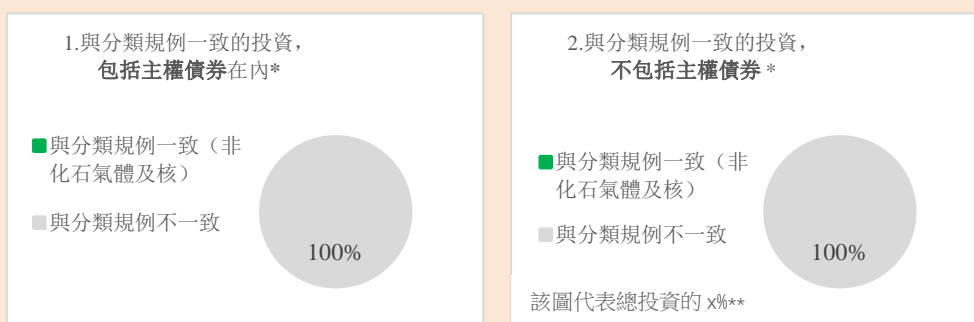 1.與分類規例一致的投資，
包括主權債券在內*
與分類規例一致（非
化石氣體及核）
與分類規例不一致
100%
2.與分類規例一致的投資，
不包括主權債券 *
與分類規例一致（非
化石氣體及核）
與分類規例不一致
100%
該圖代表總投資的 x%**